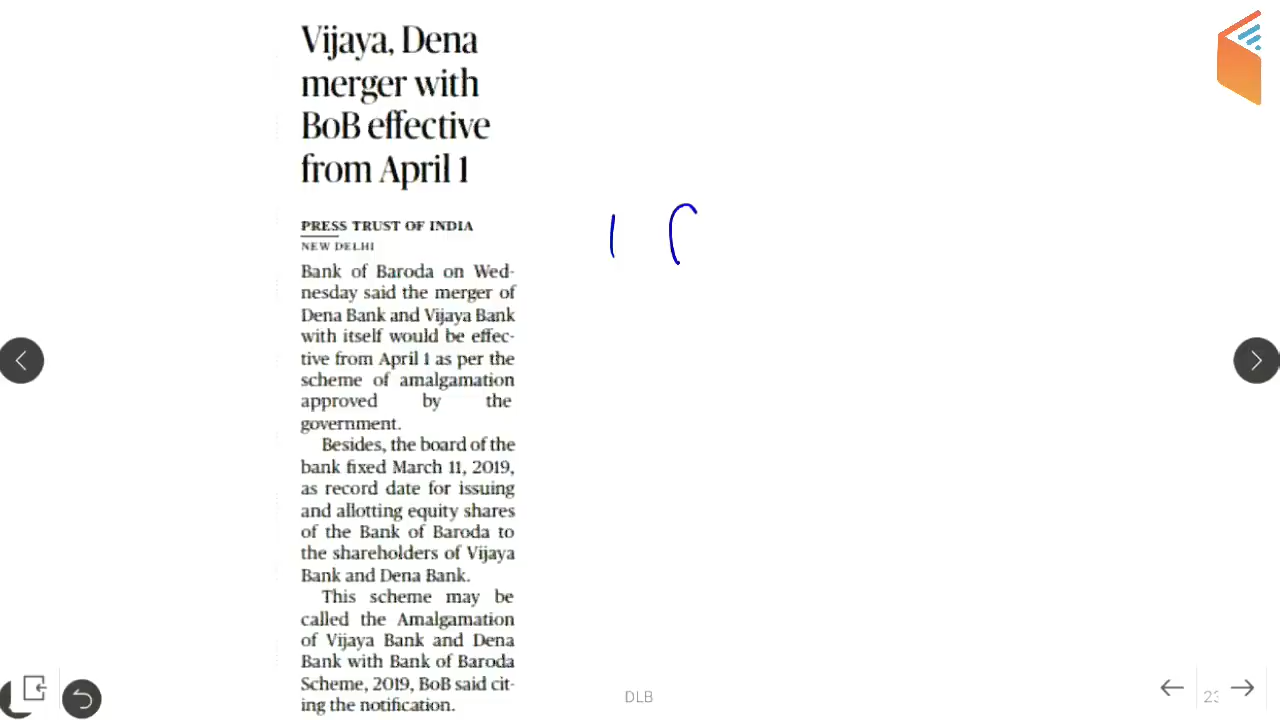 Vijaya, Dena
merger with
BoB effective
from April 1
PRESS TRUST OF INDIA
NEW DELHI
Bank of Baroda on Wed-
nesday said the merger of
Dena Bank and Vijaya Bank
with itself would be effec-
tive from April 1 as per the
scheme of amalgamation
approved by the
government.
Besides, the board of the
bank fixed March 11, 2019,
as record date for issuing
and allotting equity shares
of the Bank of Baroda to
the shareholders of Vijaya
Bank and Dena Bank.
This scheme may be
called the Amalgamation
of Vijaya Bank and Dena
Bank with Bank of Baroda
Scheme, 2019, BoB said cit-
ing the notification.
DLB